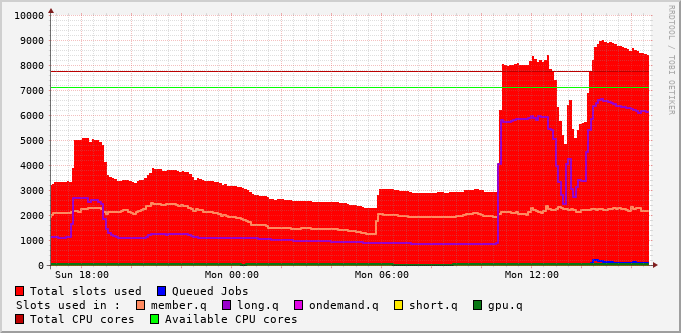 10000
9000
8000
7000
6000
5000
4000
3000
2000
1000
0
Sun 18:00 Mon 00:00 Mon 06:00 Mon 12:00
RRDTOOL / TOBI OETIKER
Total slots used Queued Jobs
Slots used in : member.q long.q ondemand.q short.q gpu.q
Total CPU cores Available CPU cores